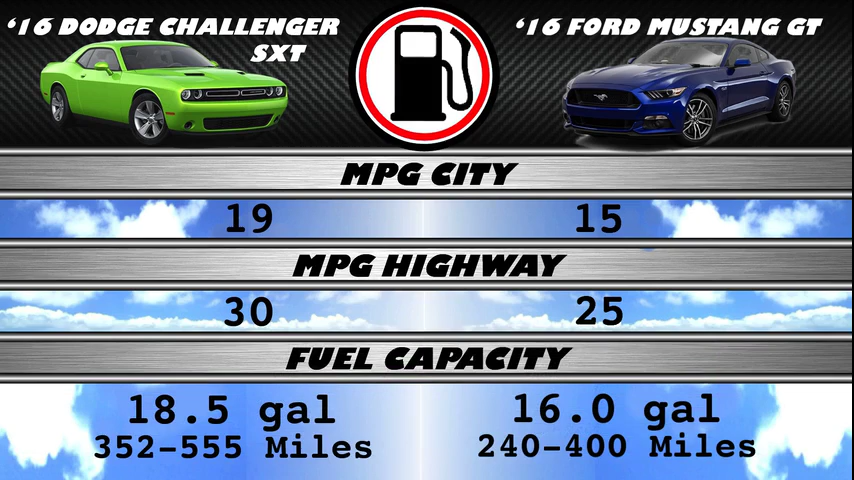 ‘16 DODGE CHALLENGER
SXT
‘16 FORD MUSTANG GT
MPG CITY
19 15
MPG HIGHWAY
30 25
FUEL CAPACITY
18.5 gal 16.0 gal
352-555 Miles 240-400 Miles